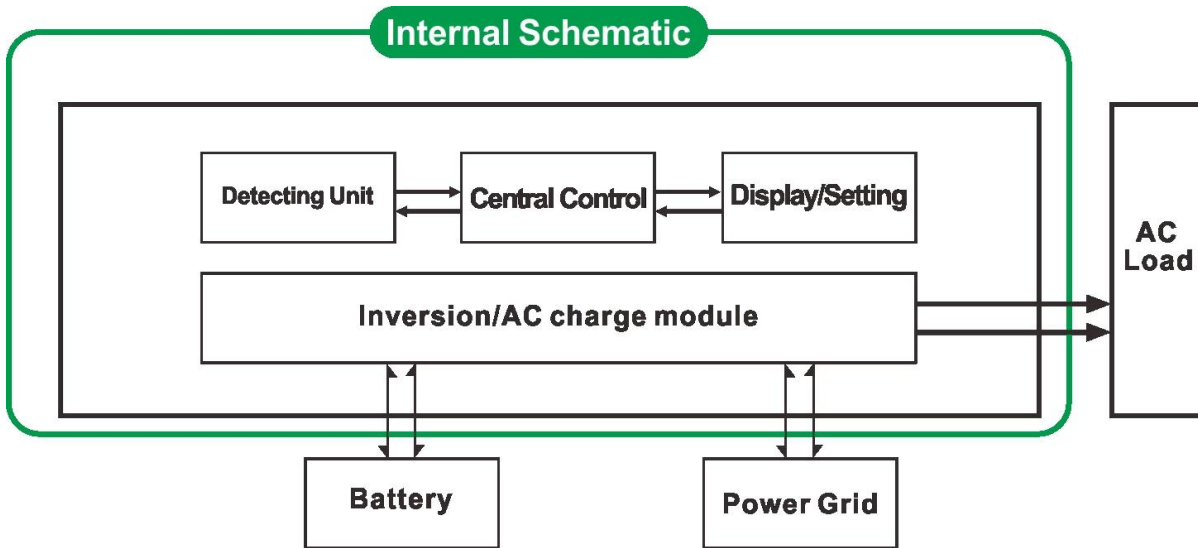 Internal Schematic
Detecting Unit
Central Control
Display/Setting
AC
Load
Inversion/AC charge module
Battery
Power Grid